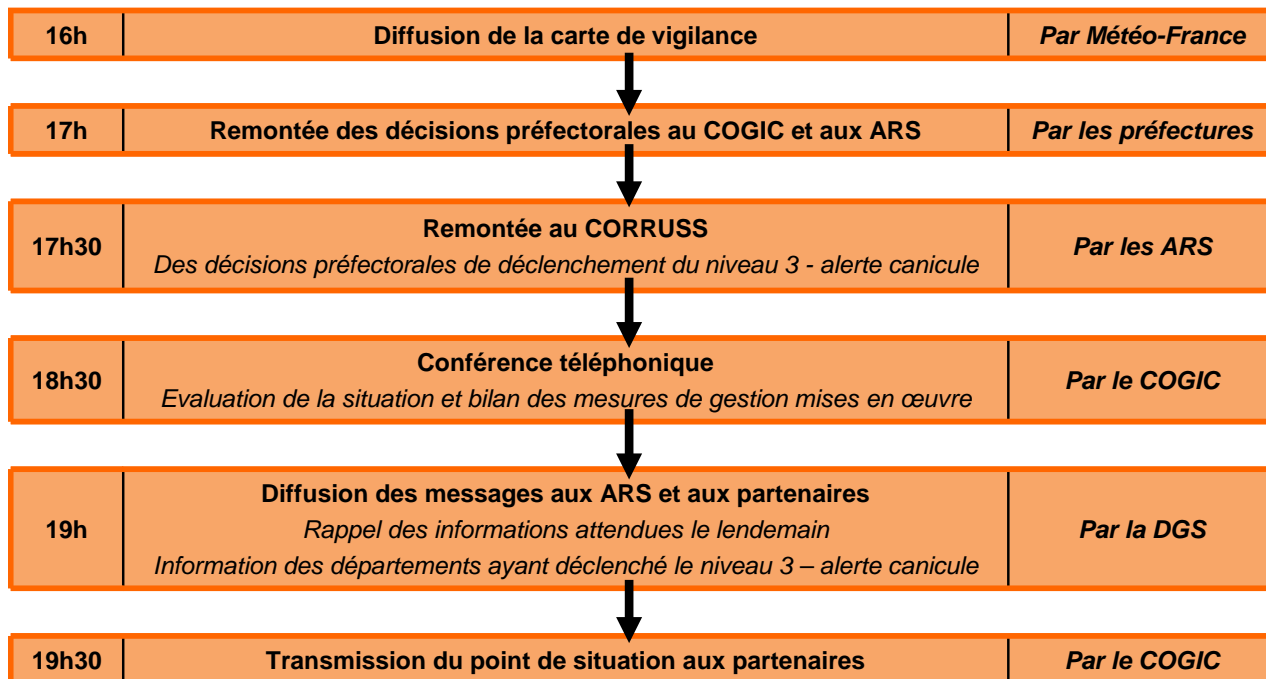 16h Diffusion de la carte de vigilance Par Météo-France
17h Remontée des décisions préfectorales au COGIC et aux ARS Par les préfectures
Remontée au CORRUSS
17h30 Par les ARS
Des décisions préfectorales de déclenchement du niveau 3 - alerte canicule
Conférence téléphonique
18h30 Par le COGIC
Evaluation de la situation et bilan des mesures de gestion mises en œuvre
Diffusion des messages aux ARS et aux partenaires
19h Rappel des informations attendues le lendemain Par la DGS
Information des départements ayant déclenché le niveau 3 – alerte canicule
19h30 Transmission du point de situation aux partenaires Par le COGIC